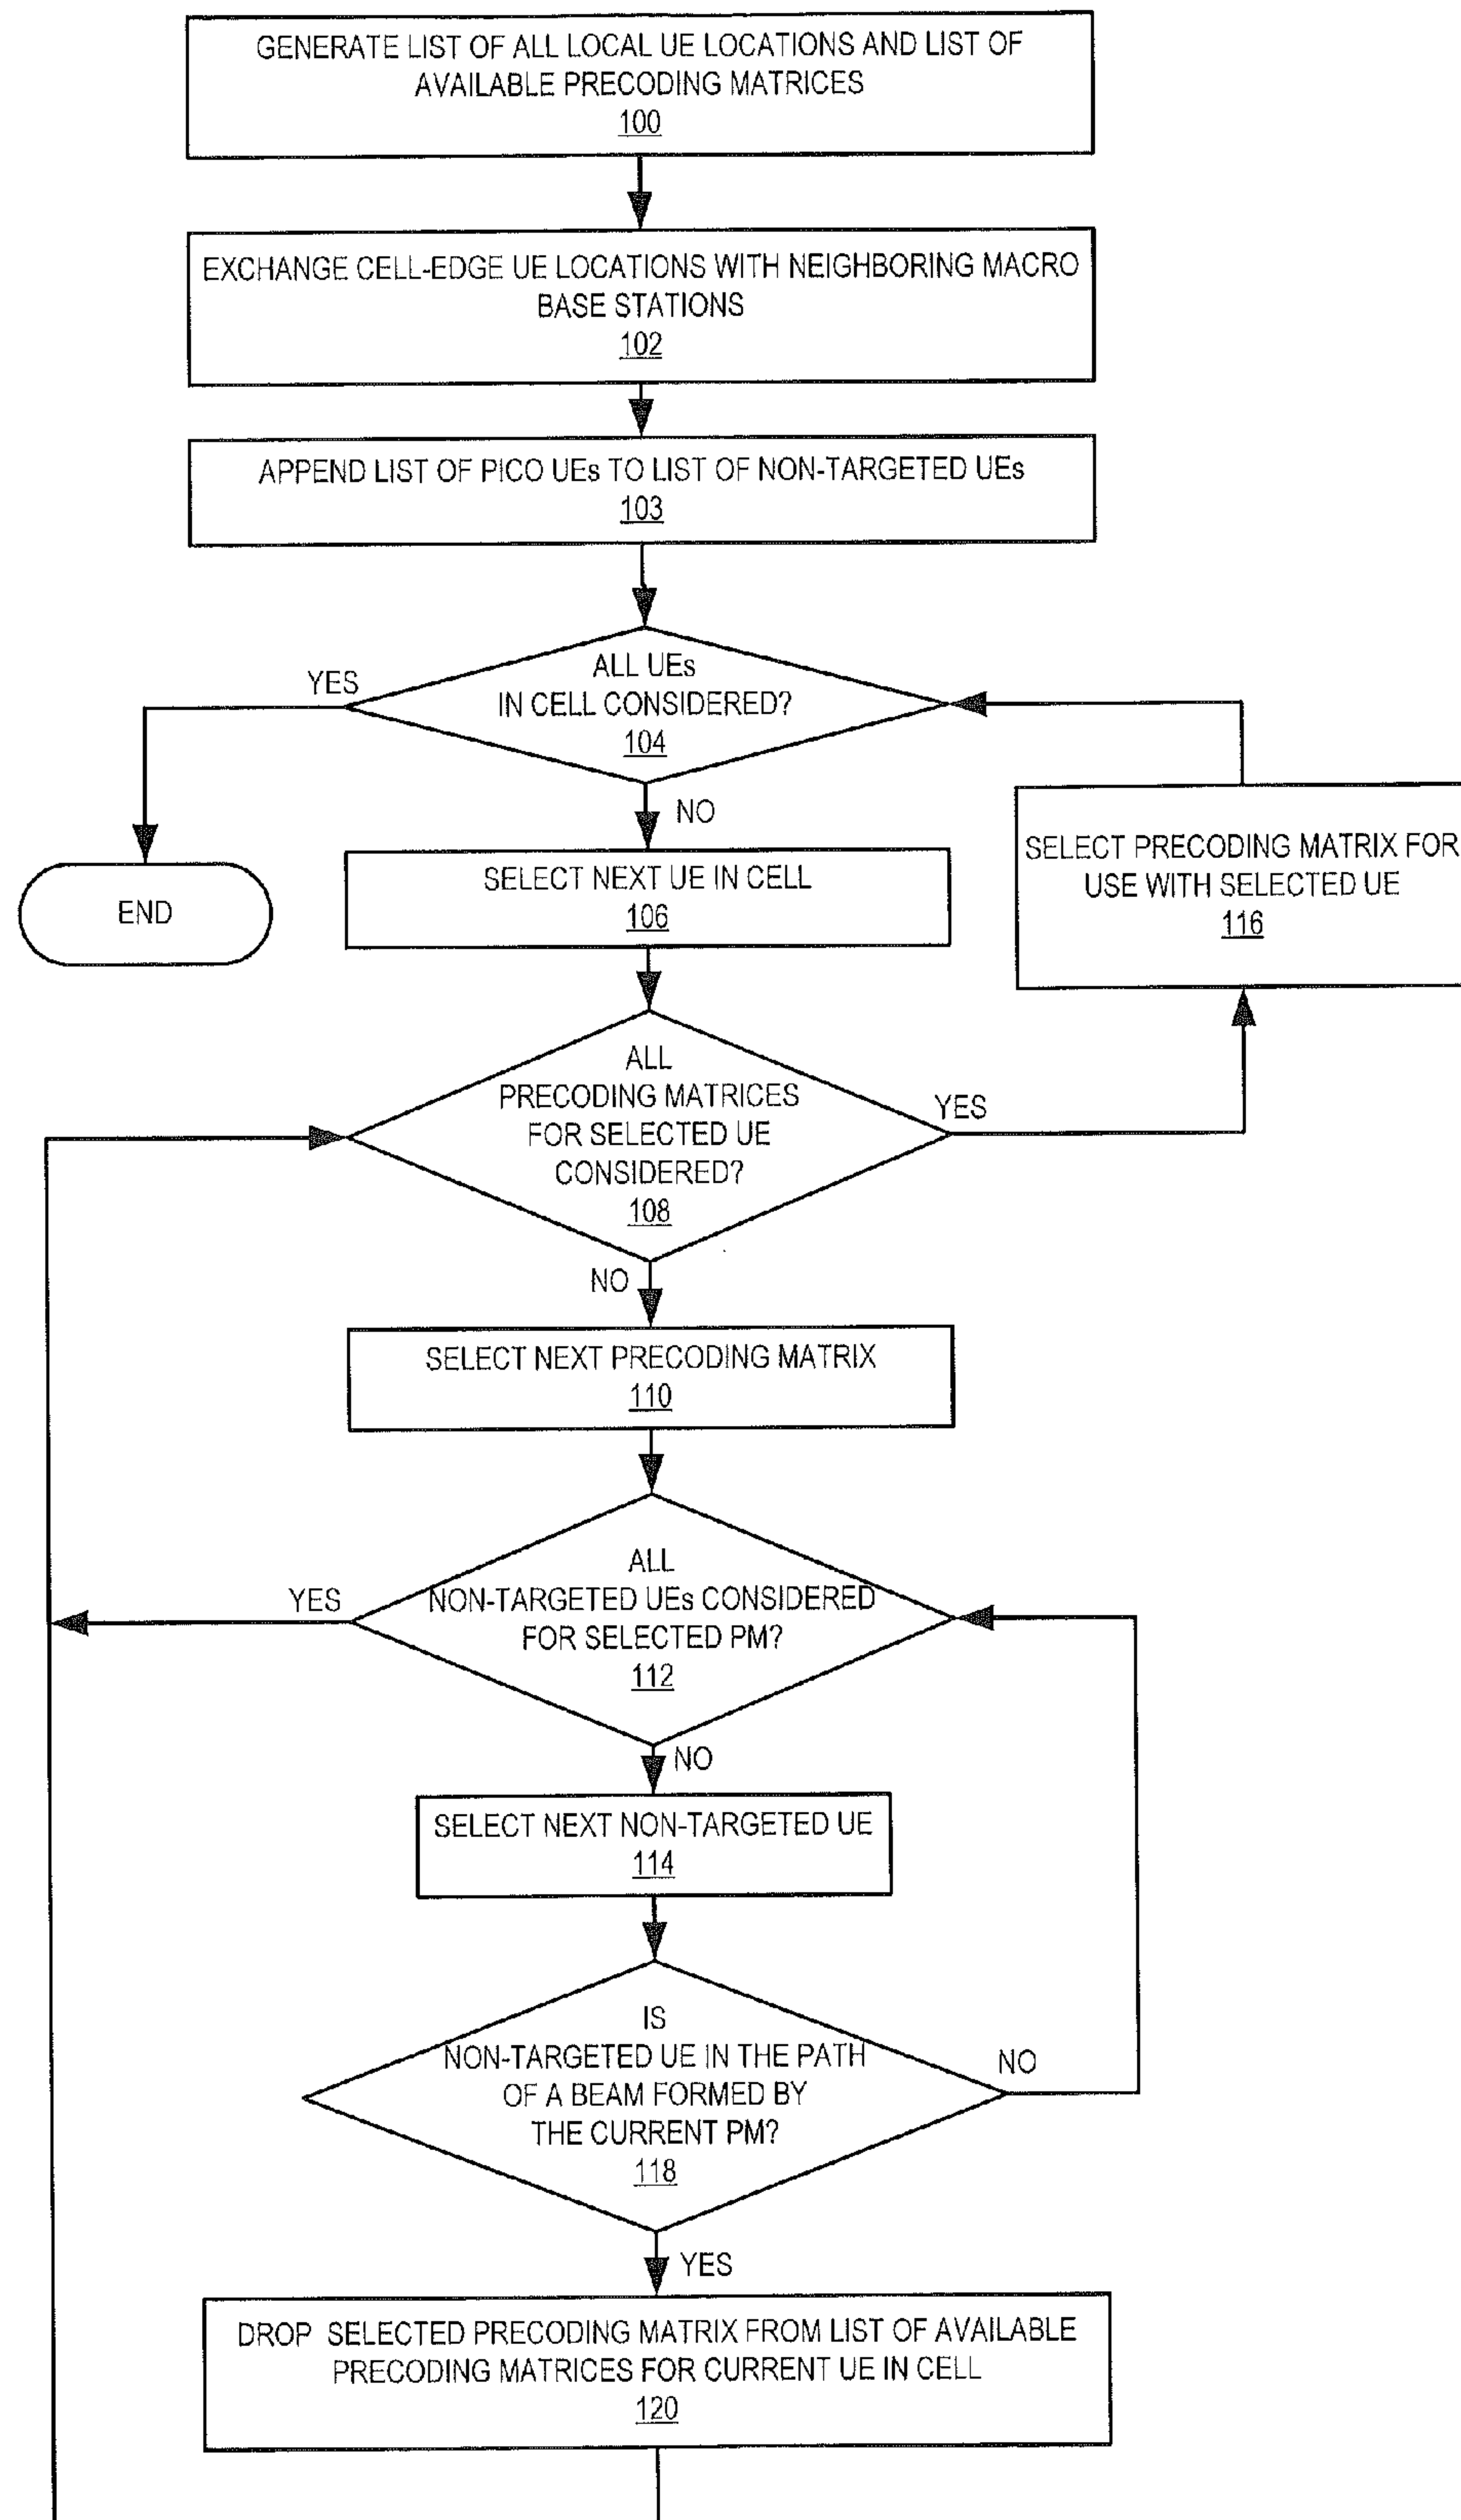 GENERATE LIST OF ALL LOCAL UE LOCATIONS AND LIST OF
AVAILABLE PRECODING MATRICES
100
EXCHANGE CELL-EDGE UE LOCATIONS WITH NEIGHBORING MACRO
BASE STATIONS
102
APPEND LIST OF PICO UEs TO LIST OF NON-TARGETED UEs
103
ALL UEs
IN CELL CONSIDERED?
104
YES
NO
END
SELECT NEXT UE IN CELL
106
SELECT PRECODING MATRIX FOR
USE WITH SELECTED UE
116
ALL
PRECODING MATRICES
FOR SELECTED UE
CONSIDERED?
108
YES
NO
SELECT NEXT PRECODING MATRIX
110
ALL
NON-TARGETED UEs CONSIDERED
FOR SELECTED PM?
112
YES
NO
SELECT NEXT NON-TARGETED UE
114
IS
NON-TARGETED UE IN THE PATH
OF A BEAM FORMED BY
THE CURRENT PM?
118
NO
YES
DROP SELECTED PRECODING MATRIX FROM LIST OF AVAILABLE
PRECODING MATRICES FOR CURRENT UE IN CELL
120